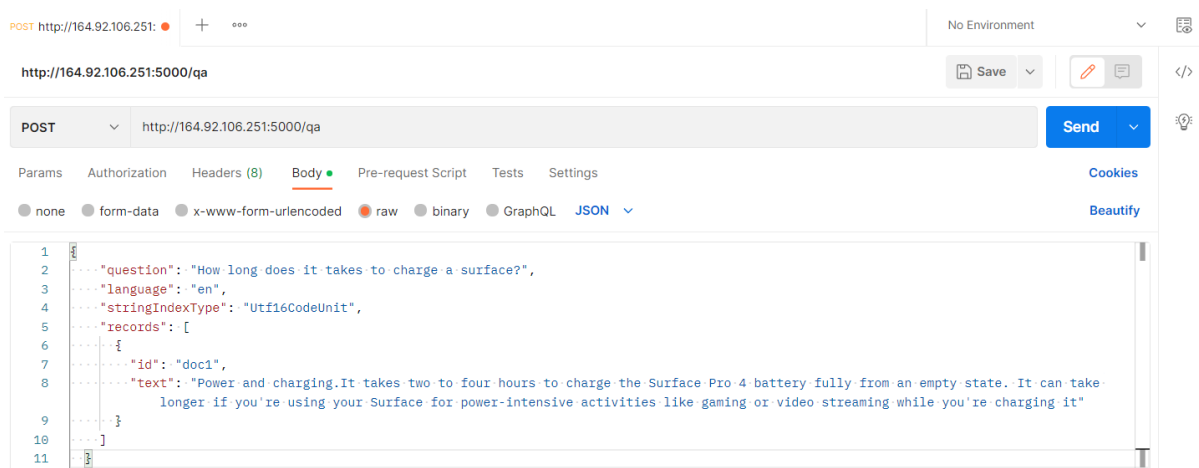 POST http://164.92.106.251:
No Environment
http://164.92.106.251:5000/qa
Save
POST
http://164.92.106.251:5000/qa
Send
Params Authorization Headers (8) Body Pre-request Script Tests Settings Cookies
none form-data x-www-form-urlencoded raw binary GraphQL JSON Beautify
1 {
2 "question": "How long does it takes to charge a surface?",
3 "language": "en",
4 "stringIndexType": "Utf16CodeUnit",
5 "records": [
6 {
7 "id": "doc1",
8 "text": "Power and charging.It takes two to four hours to charge the Surface Pro 4 battery fully from an empty state. It can take
longer if you're using your Surface for power-intensive activities like gaming or video streaming while you're charging it"
9 }
10 ]
11 }